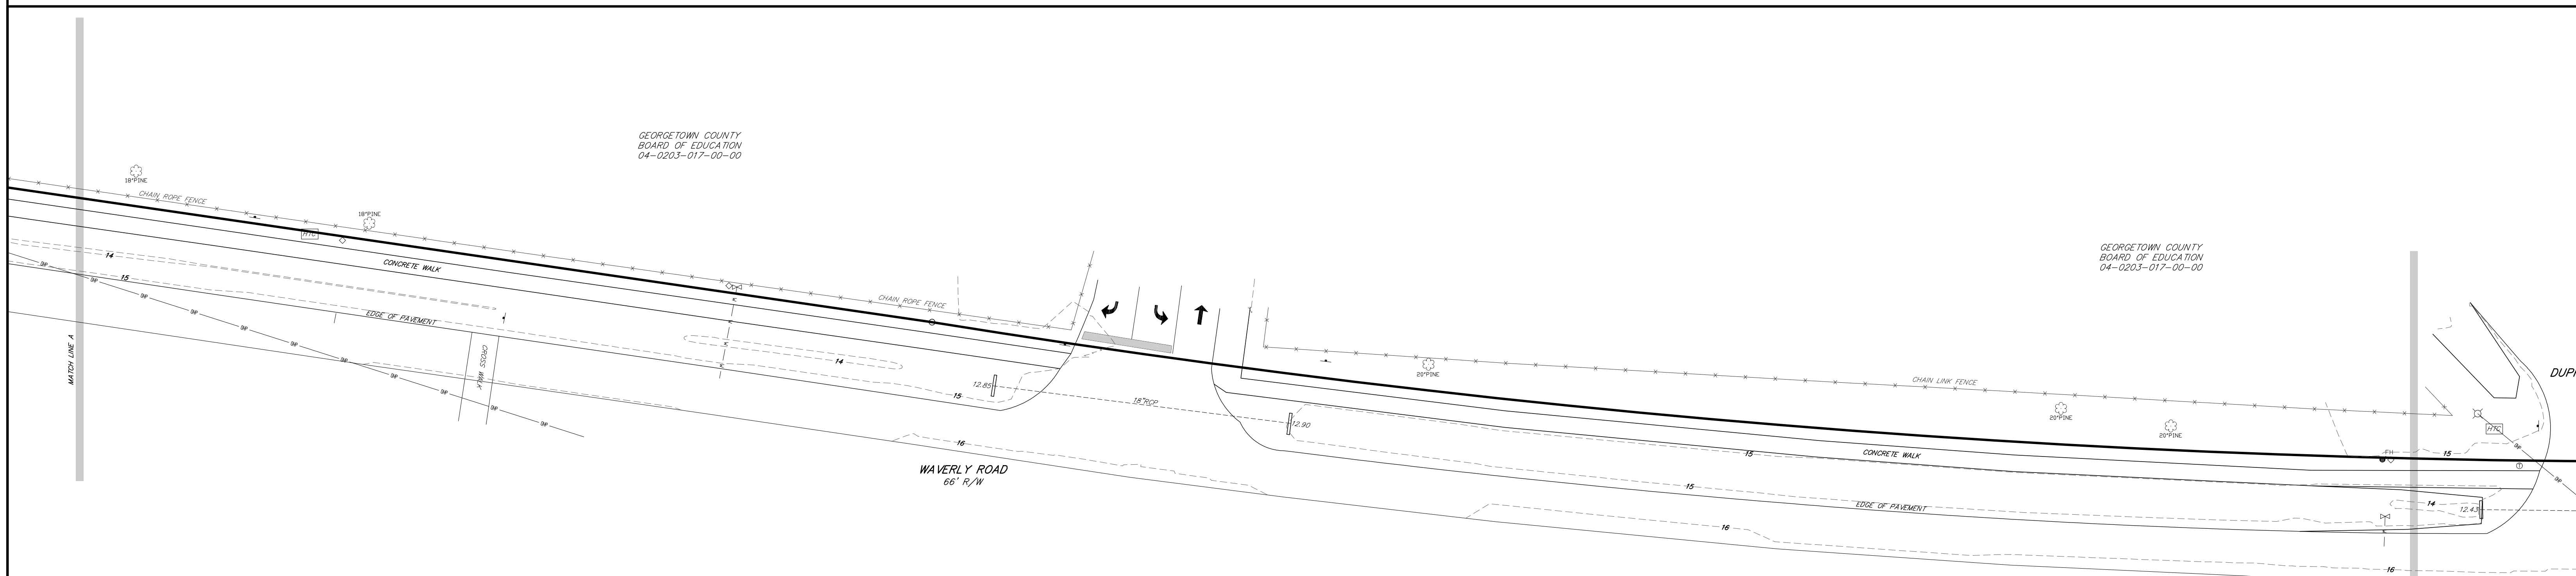 GEORGETOWN COUNTY
BOARD OF EDUCATION
04-0203-017-00-00
18"PINE
CHAIN ROPE FENCE
18"PINE
HTC
14
15
CONCRETE WALK
EDGE OF PAVEMENT
CROSS WALK
MATCH LINE A
CHAIN ROPE FENCE
14
15
16
12.85
18"RCP
12.90
WAVERLY ROAD
66' R/W
GEORGETOWN COUNTY
BOARD OF EDUCATION
04-0203-017-00-00
20"PINE
CHAIN LINK FENCE
20"PINE
20"PINE
15
CONCRETE WALK
15
EDGE OF PAVEMENT
16
FH
HTC
15
T
14
12.43
16